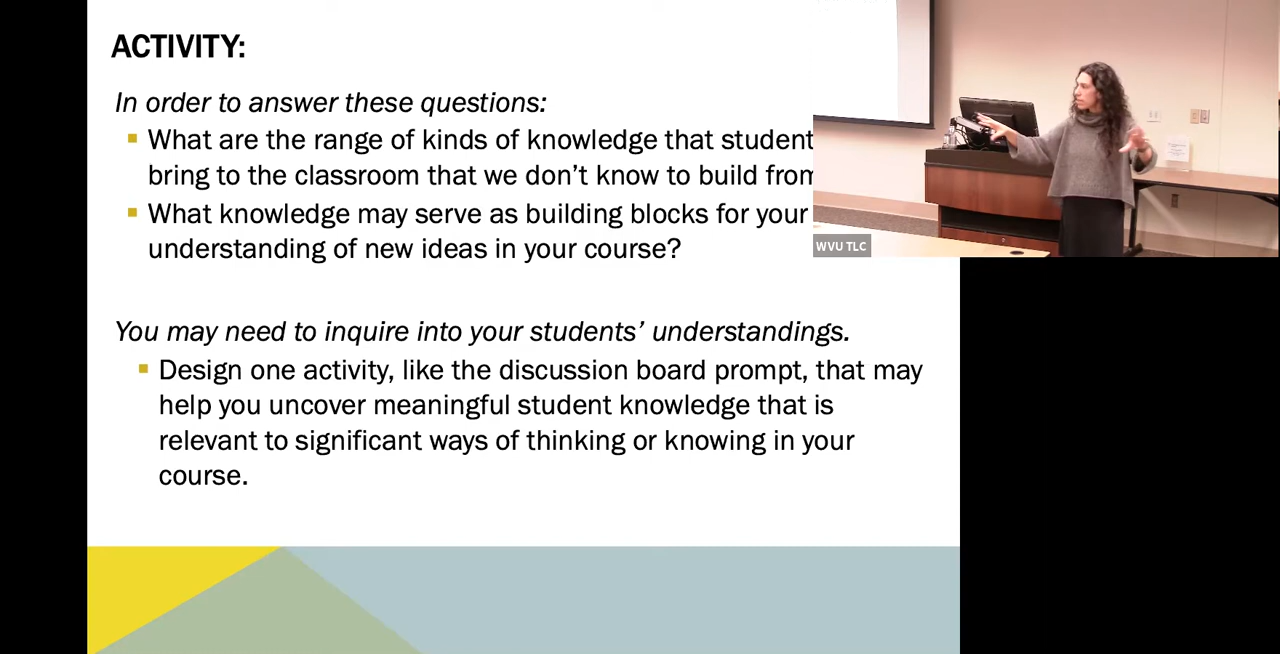 ACTIVITY:
In order to answer these questions:
What are the range of kinds of knowledge that student
bring to the classroom that we don't know to build from
What knowledge may serve as building blocks for your
understanding of new ideas in your course?
WVU TLC
You may need to inquire into your students' understandings.
Design one activity, like the discussion board prompt, that may
help you uncover meaningful student knowledge that is
relevant to significant ways of thinking or knowing in your
course.